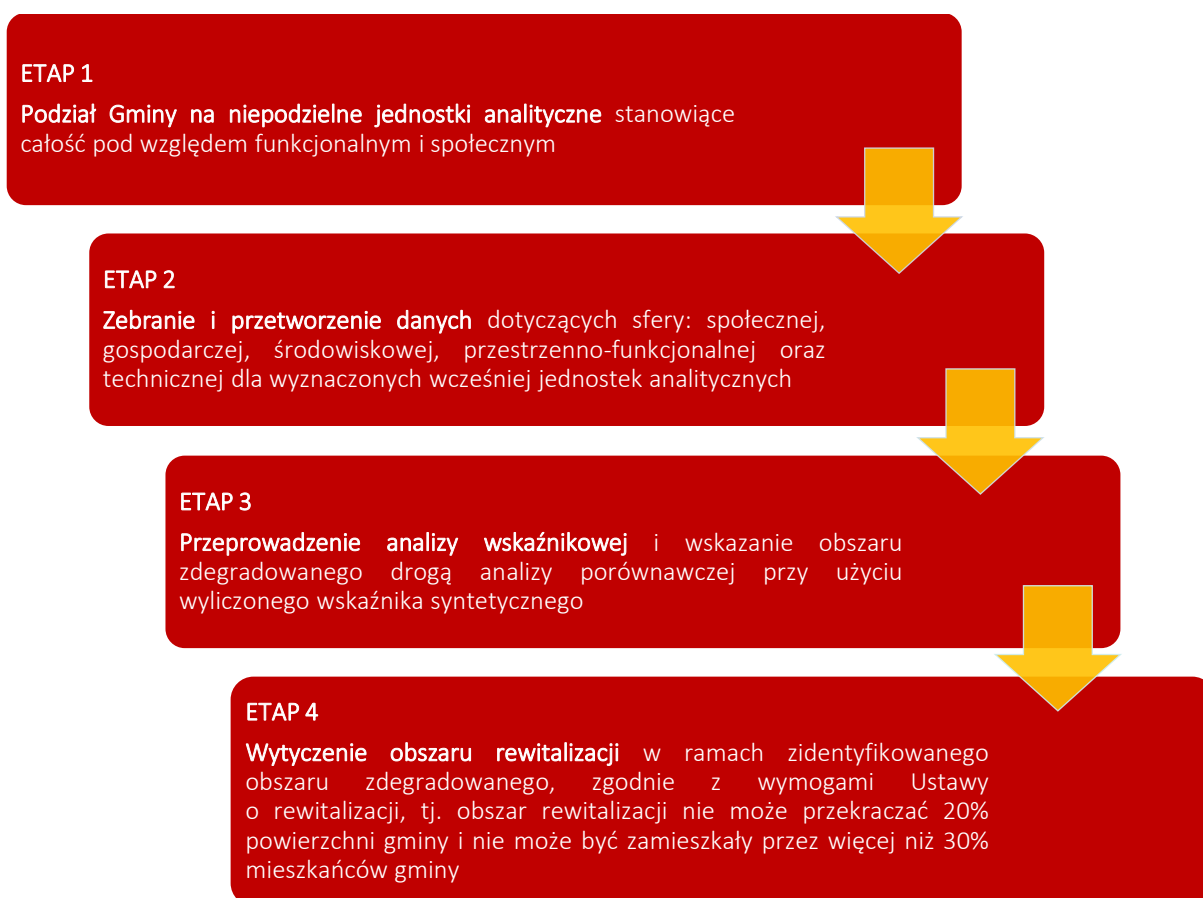 ETAP 1
Podział Gminy na niepodzielne jednostki analityczne stanowiące
całość pod względem funkcjonalnym i społecznym
ETAP 2
Zebranie i przetworzenie danych dotyczących sfery: społecznej,
gospodarczej, środowiskowej, przestrzenno-funkcjonalnej oraz
technicznej dla wyznaczonych wcześniej jednostek analitycznych
ETAP 3
Przeprowadzenie analizy wskaźnikowej i wskazanie obszaru
zdegradowanego drogą analizy porównawczej przy użyciu
wyliczonego wskaźnika syntetycznego
ETAP 4
Wytyczenie obszaru rewitalizacji w ramach zidentyfikowanego
obszaru zdegradowanego, zgodnie z wymogami Ustawy
o rewitalizacji, tj. obszar rewitalizacji nie może przekraczać 20%
powierzchni gminy i nie może być zamieszkały przez więcej niż 30%
mieszkańców gminy